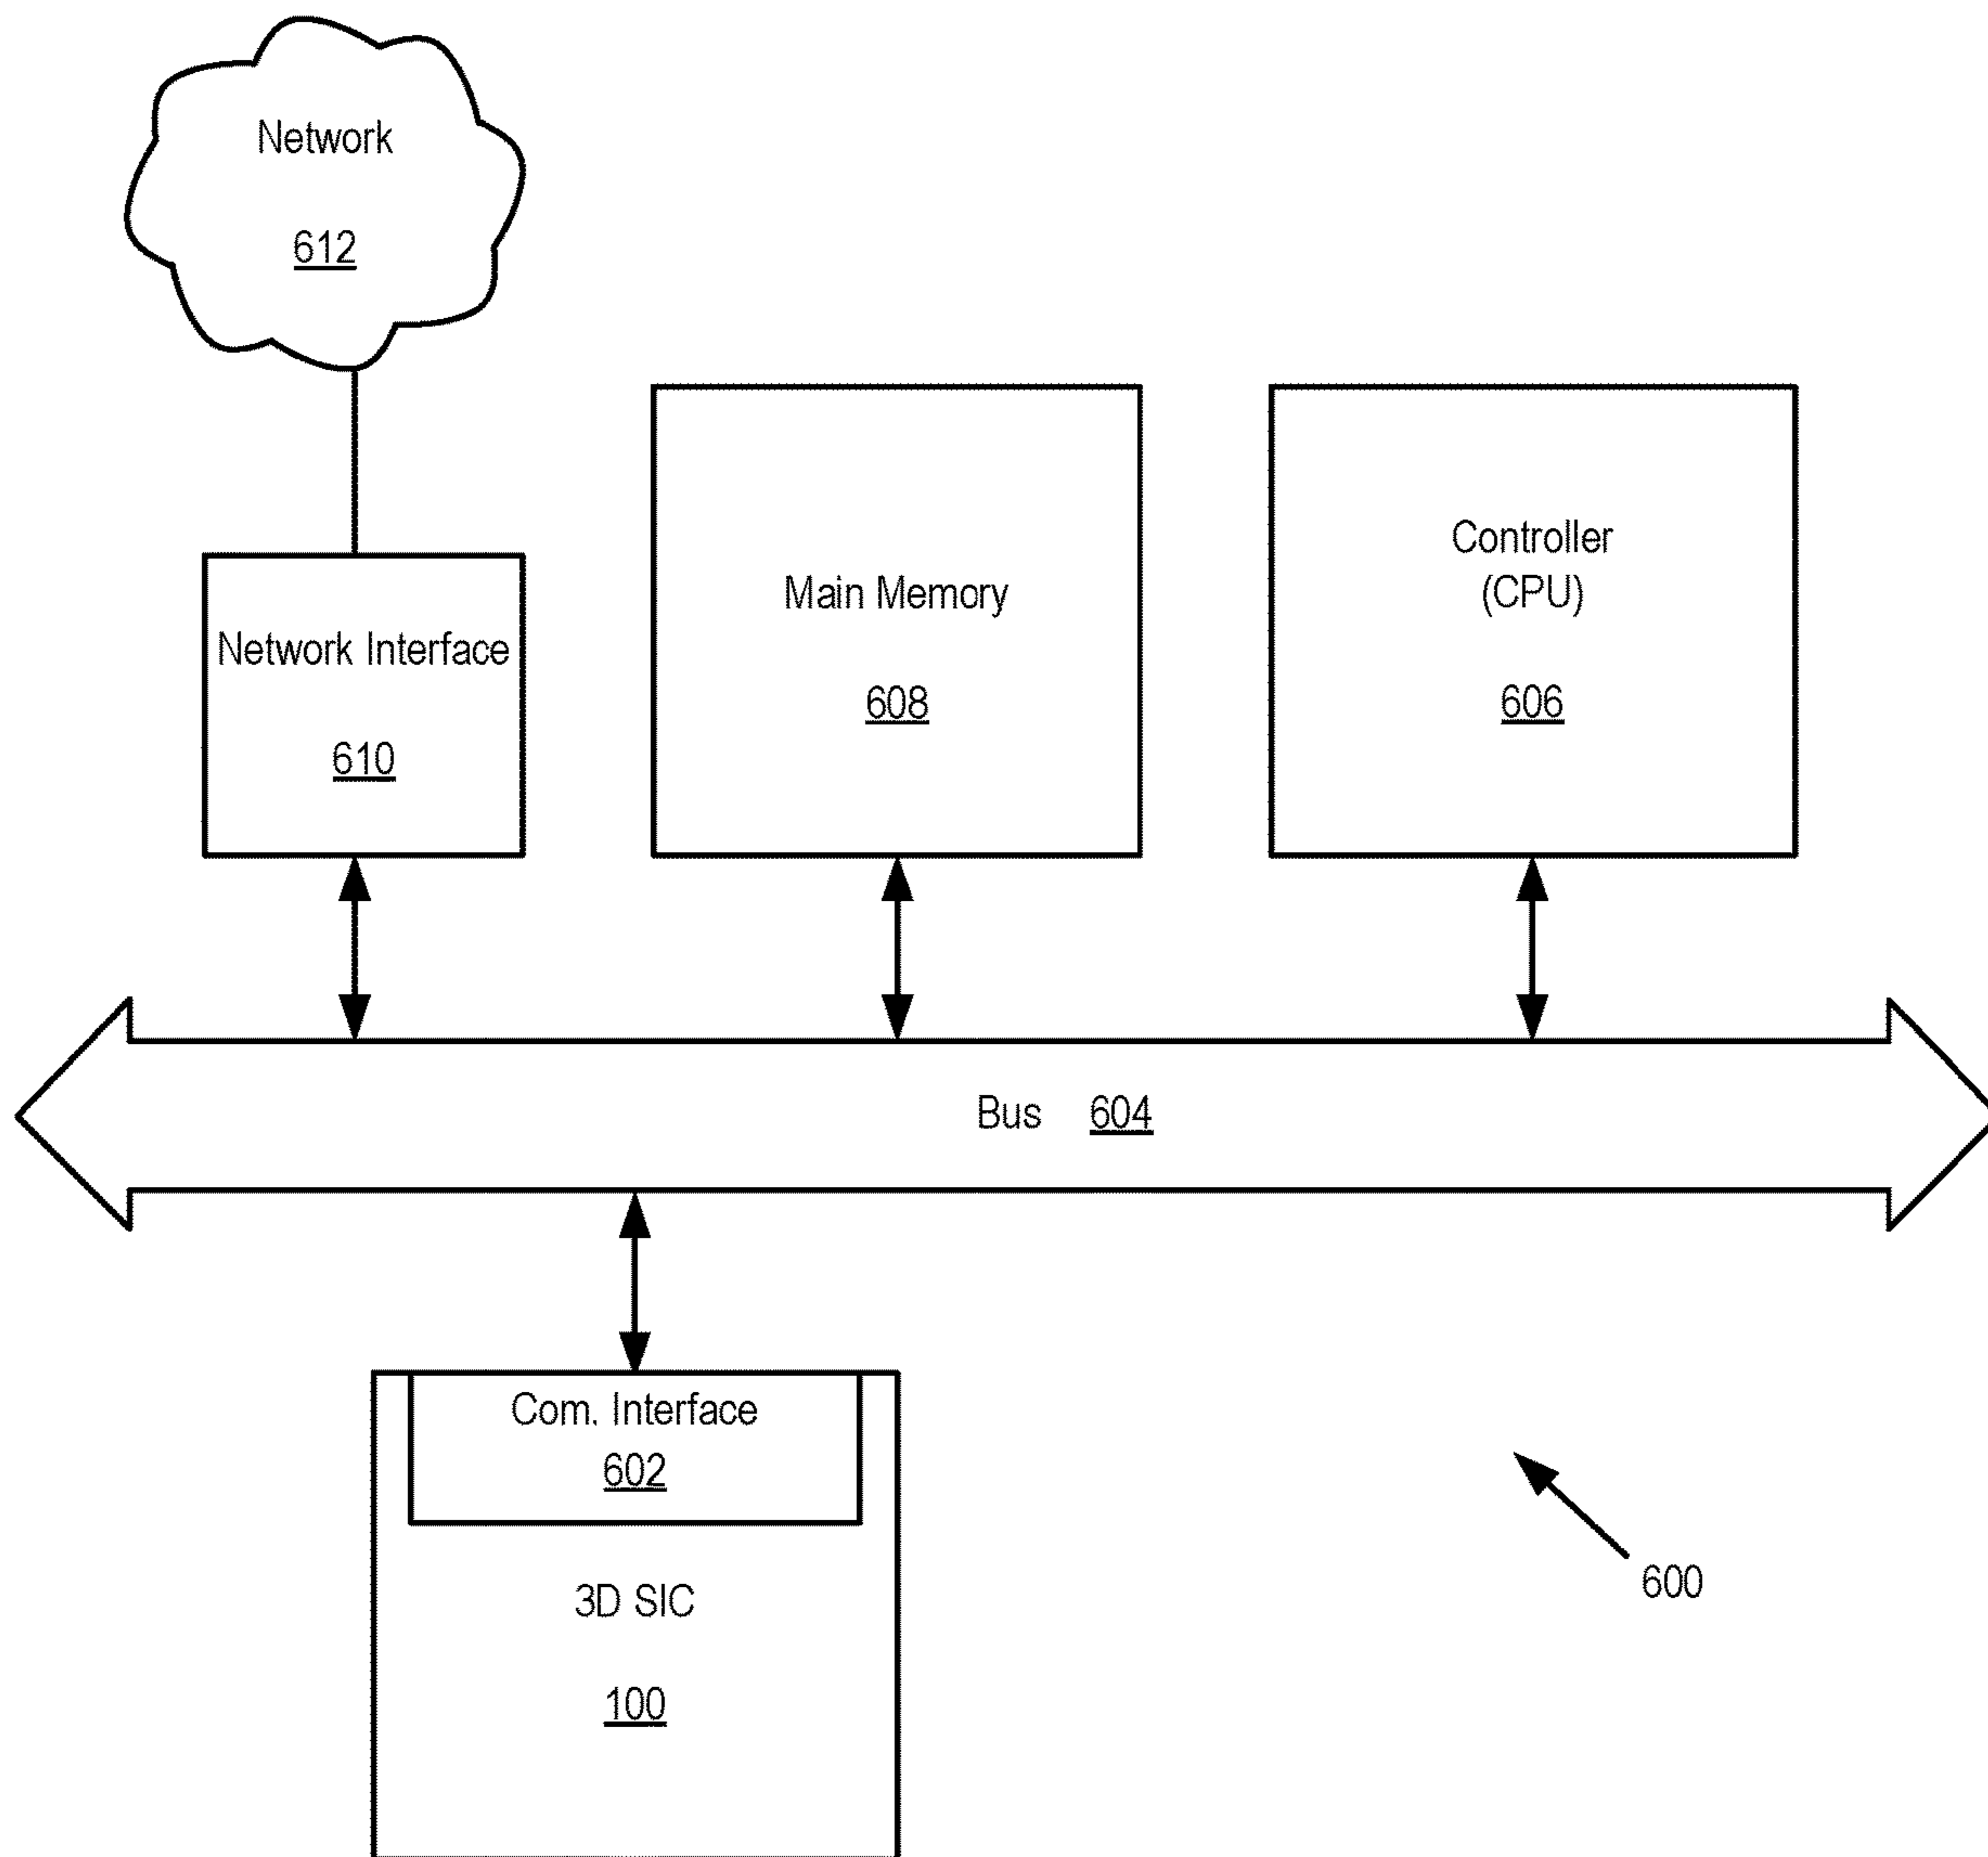 Network
612
Network Interface
610
Main Memory
608
Controller
(CPU)
606
Bus 604
Com. Interface
602
3D SIC
100
600